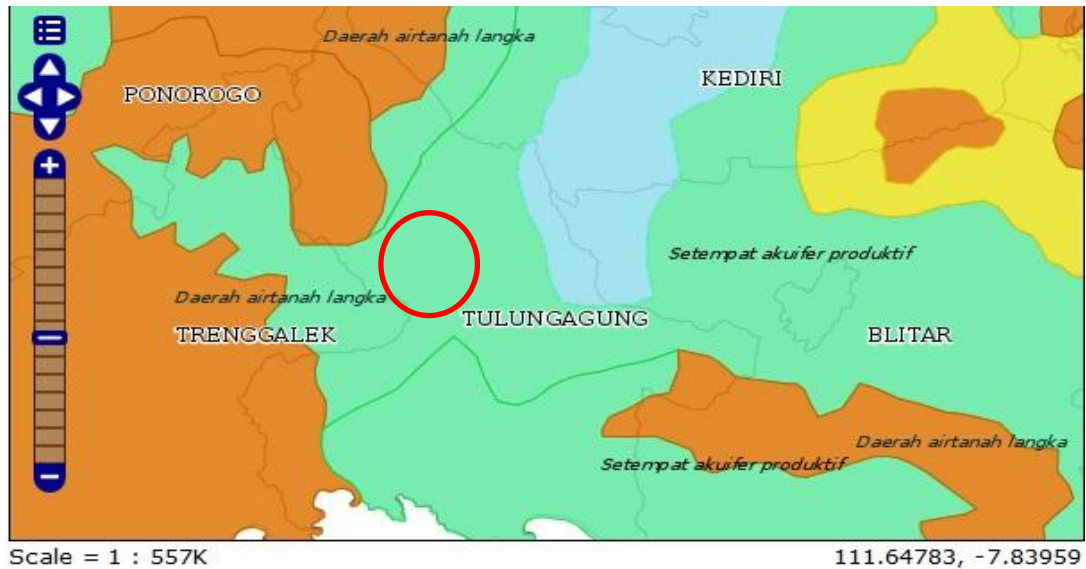 Daerah airtanah langka
PONOROGO
KEDIRI
Setempat akuifer produktif
Daerah airtanah langka
TULUNGAGUNG
TRENGGALEK
BLITAR
Daerah airtanah langka
Setempat akuifer produktif
Scale = 1 : 557K
111.64783, -7.83959